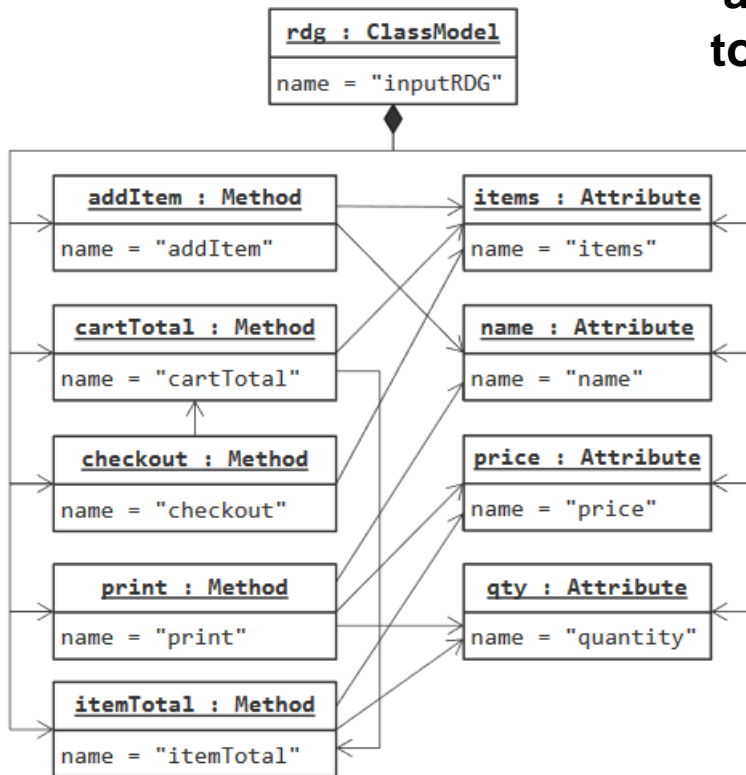 to
rdg : ClassModel
name = "inputRDG"
addItem : Method
name = "addItem"
items : Attribute
name = "items"
cartTotal : Method
name = "cartTotal"
name : Attribute
name = "name"
checkout : Method
name = "checkout"
price : Attribute
name = "price"
print : Method
name = "print"
qty : Attribute
name = "quantity"
itemTotal : Method
name = "itemTotal"